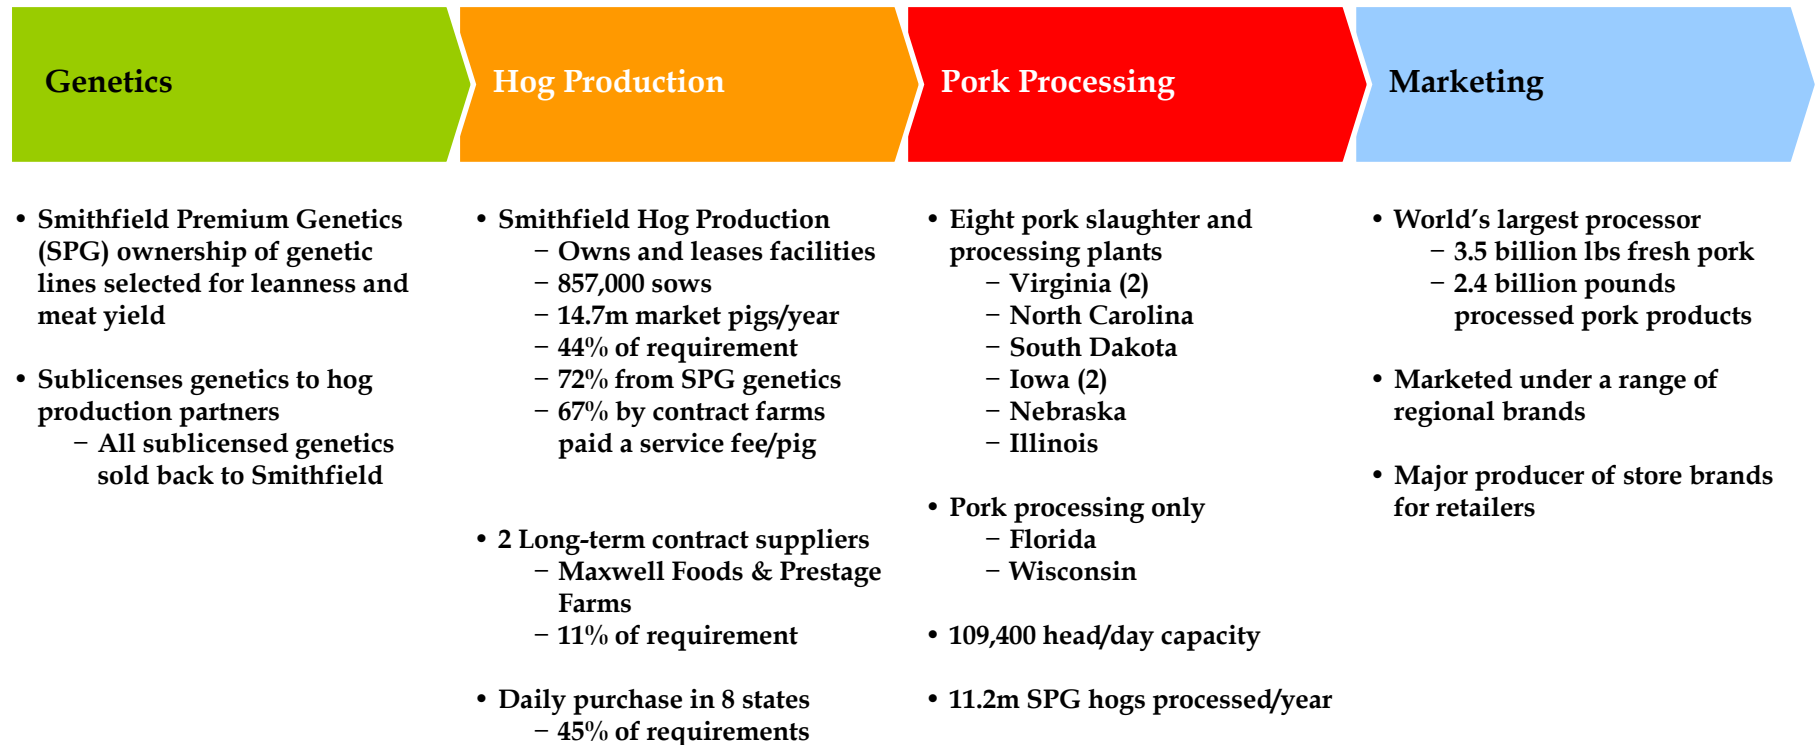 Genetics
Hog Production
Pork Processing
Marketing
• Smithfield Premium Genetics
(SPG) ownership of genetic
lines selected for leanness and
meat yield
• Sublicenses genetics to hog
production partners
− All sublicensed genetics
sold back to Smithfield
• Smithfield Hog Production
− Owns and leases facilities
− 857,000 sows
− 14.7m market pigs/year
− 44% of requirement
− 72% from SPG genetics
− 67% by contract farms
paid a service fee/pig
• 2 Long-term contract suppliers
− Maxwell Foods & Prestage
Farms
− 11% of requirement
• Daily purchase in 8 states
− 45% of requirements
• Eight pork slaughter and
processing plants
− Virginia (2)
− North Carolina
− South Dakota
− Iowa (2)
− Nebraska
− Illinois
• Pork processing only
− Florida
− Wisconsin
• 109,400 head/day capacity
• 11.2m SPG hogs processed/year
• World’s largest processor
− 3.5 billion lbs fresh pork
− 2.4 billion pounds
processed pork products
• Marketed under a range of
regional brands
• Major producer of store brands
for retailers